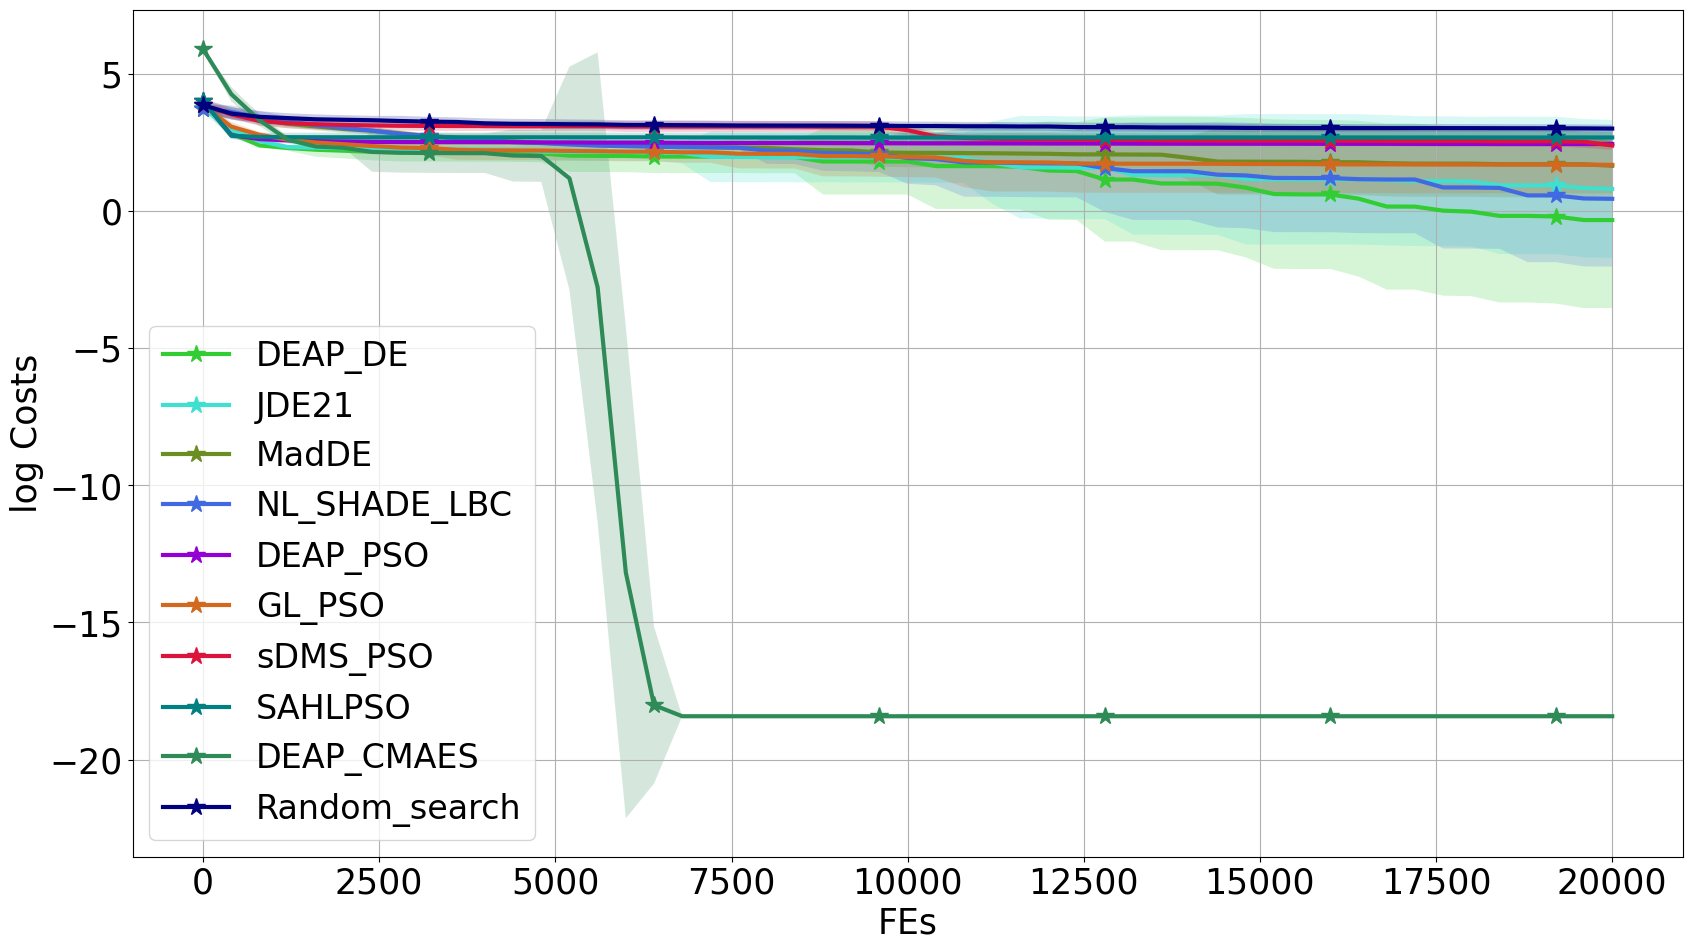 5
0
−5
−10
−15
−20
log Costs
DEAP_DE
JDE21
MadDE
NL_SHADE_LBC
DEAP_PSO
GL_PSO
sDMS_PSO
SAHLPSO
DEAP_CMAES
Random_search
0 2500 5000 7500 10000 12500 15000 17500 20000
FEs